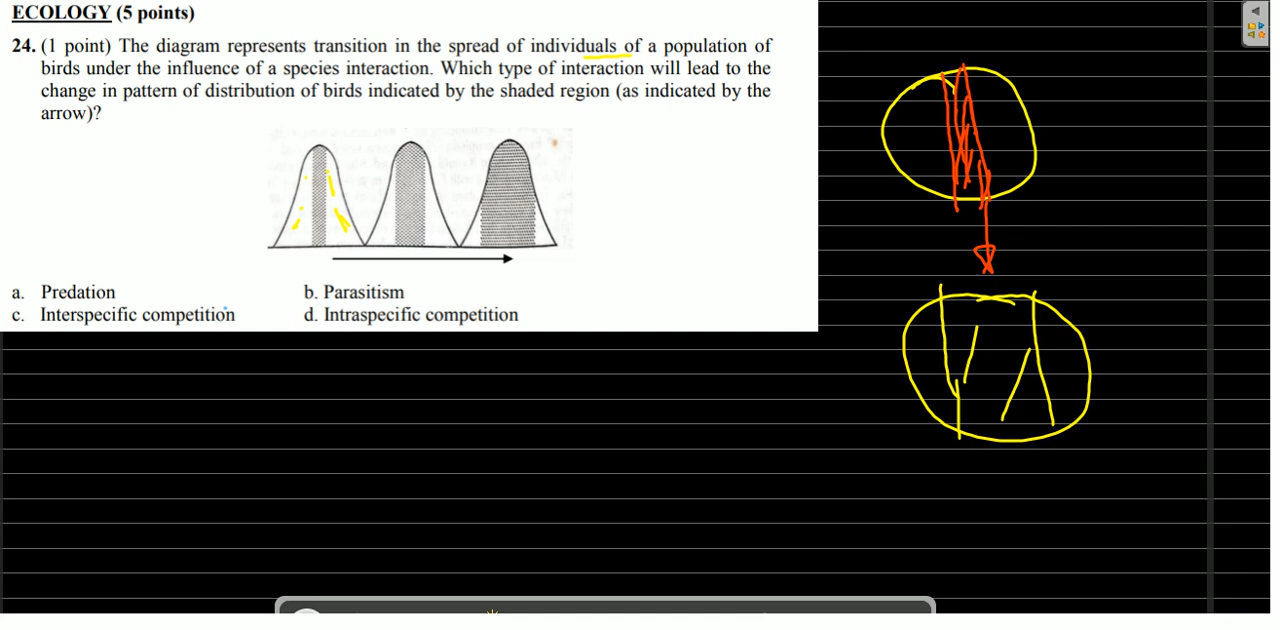 ECOLOGY (5 points)
24. (1 point) The diagram represents transition in the spread of individuals of a population of
birds under the influence of a species interaction. Which type of interaction will lead to the
change in pattern of distribution of birds indicated by the shaded region (as indicated by the
arrow)?
a. Predation b. Parasitism
c. Interspecific competition d. Intraspecific competition